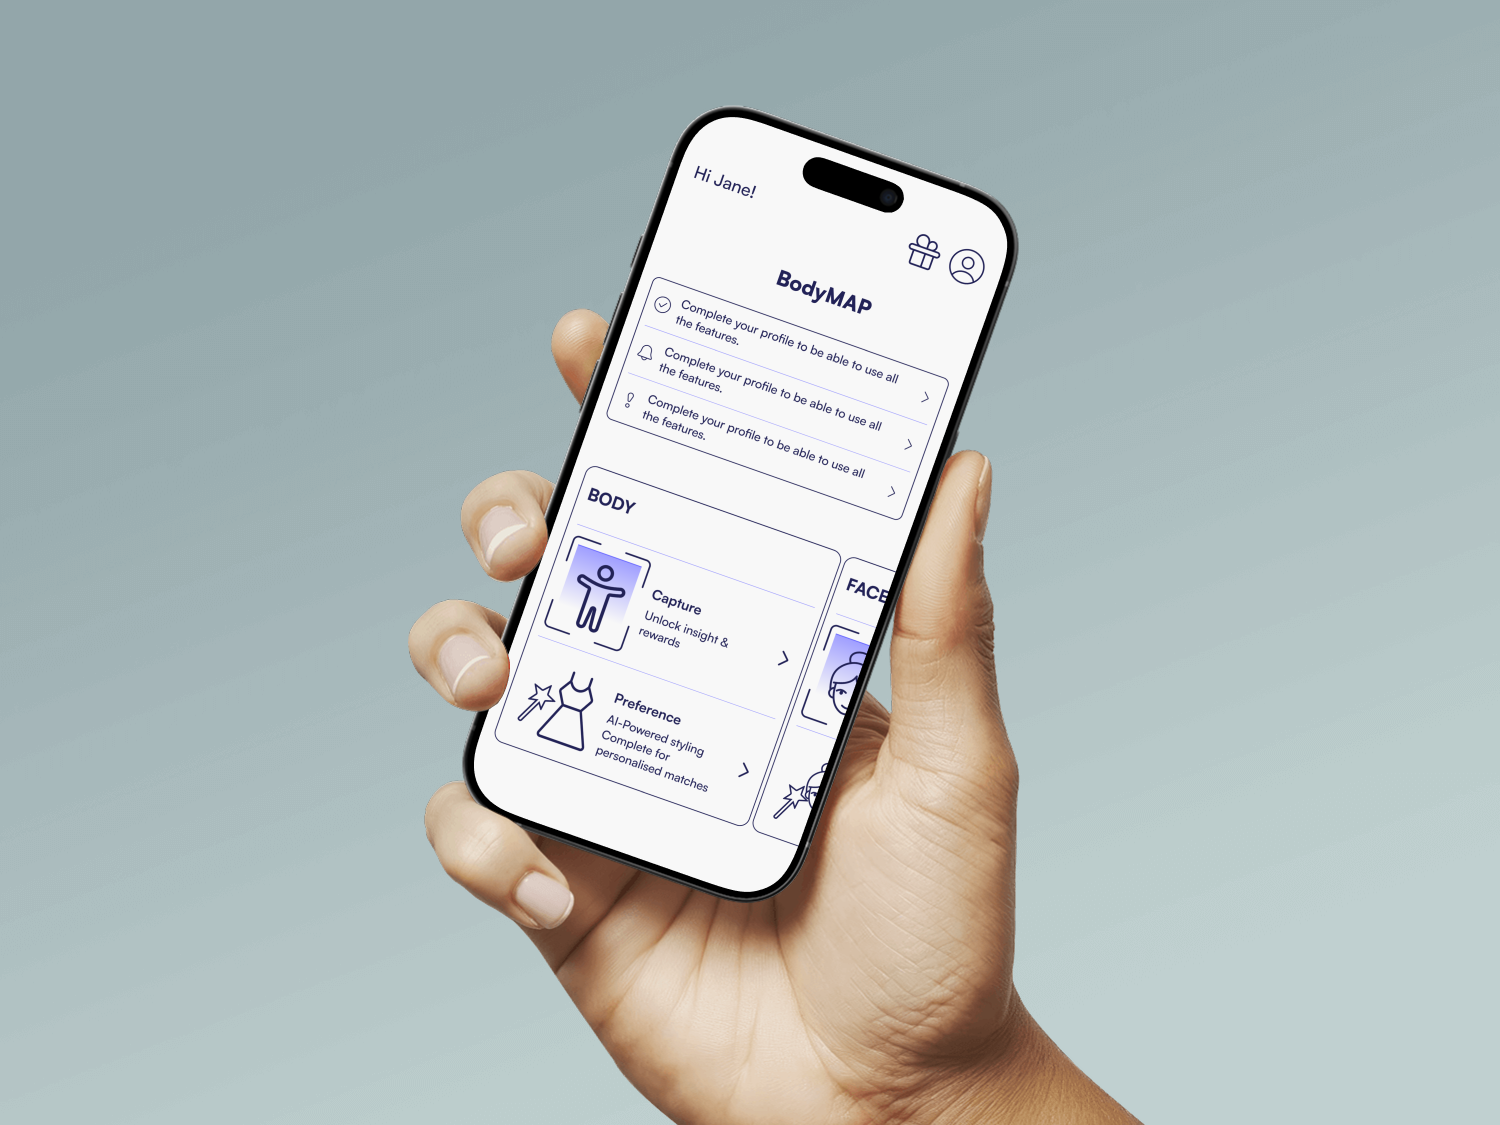 Hi Jane!
BodyMAP
Complete your profile to be able to use all
the features.
Complete your profile to be able to use all
the features.
Complete your profile to be able to use all
the features.
BODY
Capture
Unlock insight &
rewards
Preference
AI-Powered styling
Complete for
personalised matches
FACE